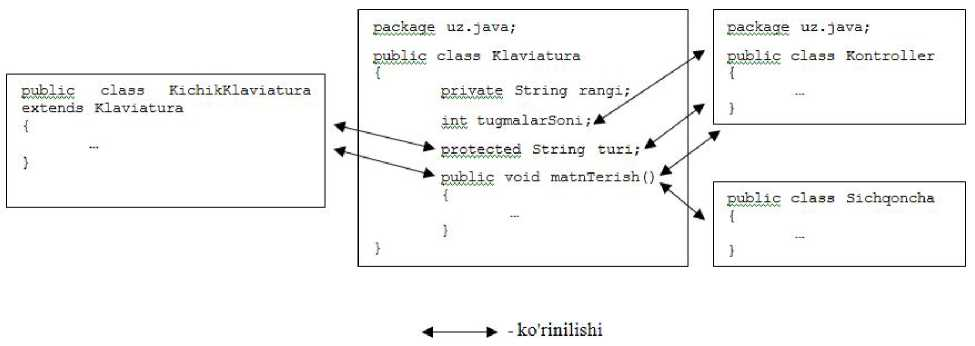 public class KichikKlaviatura
extends Klaviatura
{
…
}
package uz.java;
public class Klaviatura
{
private String rangi;
int tugmalarSoni;
protected String turi;
public void matnTerish()
{
…
}
}
package uz.java;
public class Kontroller
{
…
}
public class Sichqoncha
{
…
}
- ko'rinilishi